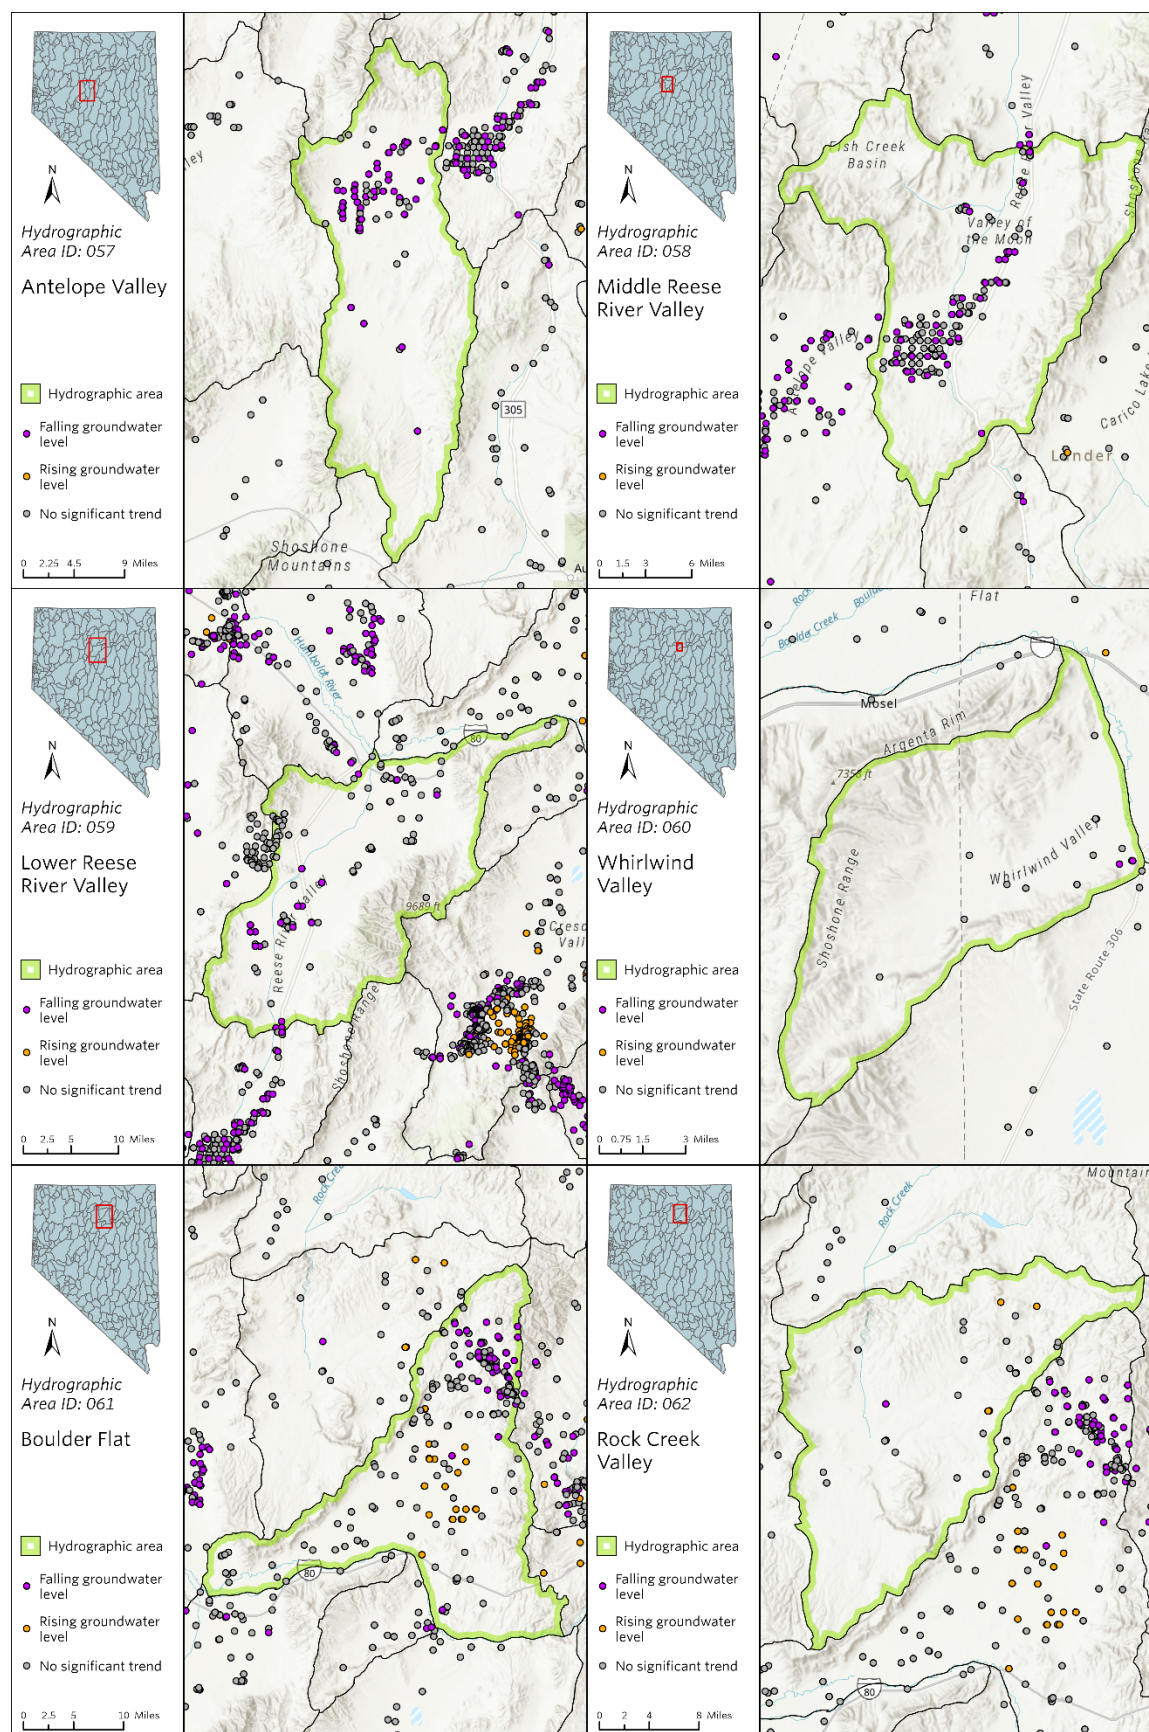 N
Hydrographic
Area ID: 057
Antelope Valley
Hydrographic area
Falling groundwater
level
Rising groundwater
level
No significant trend
0 2.25 4.5 9 Miles
305
Shoshone
Mountains
Au
N
Hydrographic
Area ID: 058
Middle Reese
River Valley
Hydrographic area
Falling groundwater
level
Rising groundwater
level
No significant trend
0 1.5 3 6 Miles
Fish Creek
Basin
Valley of
the Moon
Antelope Valley
Carico Lake
Lander
N
Hydrographic
Area ID: 059
Lower Reese
River Valley
Hydrographic area
Falling groundwater
level
Rising groundwater
level
No significant trend
0 2.5 5 10 Miles
Humboldt River
80
Reese River Valley
9689 ft
Shoshone Range
N
Hydrographic
Area ID: 060
Whirlwind
Valley
Hydrographic area
Falling groundwater
level
Rising groundwater
level
No significant trend
0 0.75 1.5 3 Miles
Flat
Boulder Creek
Mosel
Argenta Rim
Shoshone Range
Whirlwind Valley
State Route 306
N
Hydrographic
Area ID: 061
Boulder Flat
Hydrographic area
Falling groundwater
level
Rising groundwater
level
No significant trend
0 2.5 5 10 Miles
80
N
Hydrographic
Area ID: 062
Rock Creek
Valley
Hydrographic area
Falling groundwater
level
Rising groundwater
level
No significant trend
0 2 4 8 Miles
Mountain
Rock Creek
80